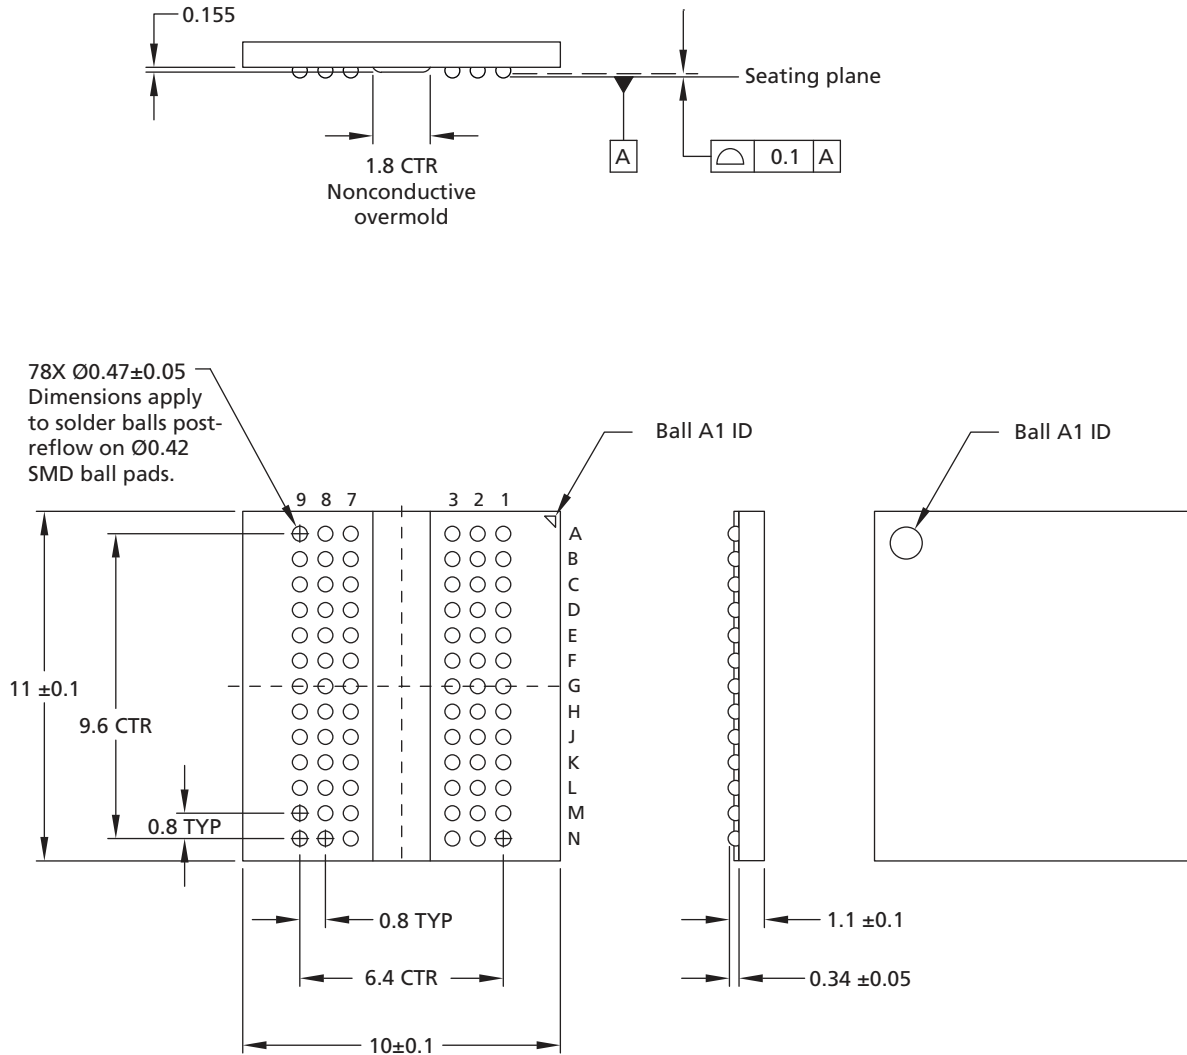 0.155
Seating plane
A
0.1 A
1.8 CTR
Nonconductive
overmold
78X Ø0.47±0.05
Dimensions apply
to solder balls post-
reflow on Ø0.42
SMD ball pads.
Ball A1 ID
Ball A1 ID
9 8 7 3 2 1
A
B
C
D
E
F
G
H
J
K
L
M
N
11 ±0.1
9.6 CTR
0.8 TYP
0.8 TYP
6.4 CTR
10±0.1
1.1 ±0.1
0.34 ±0.05